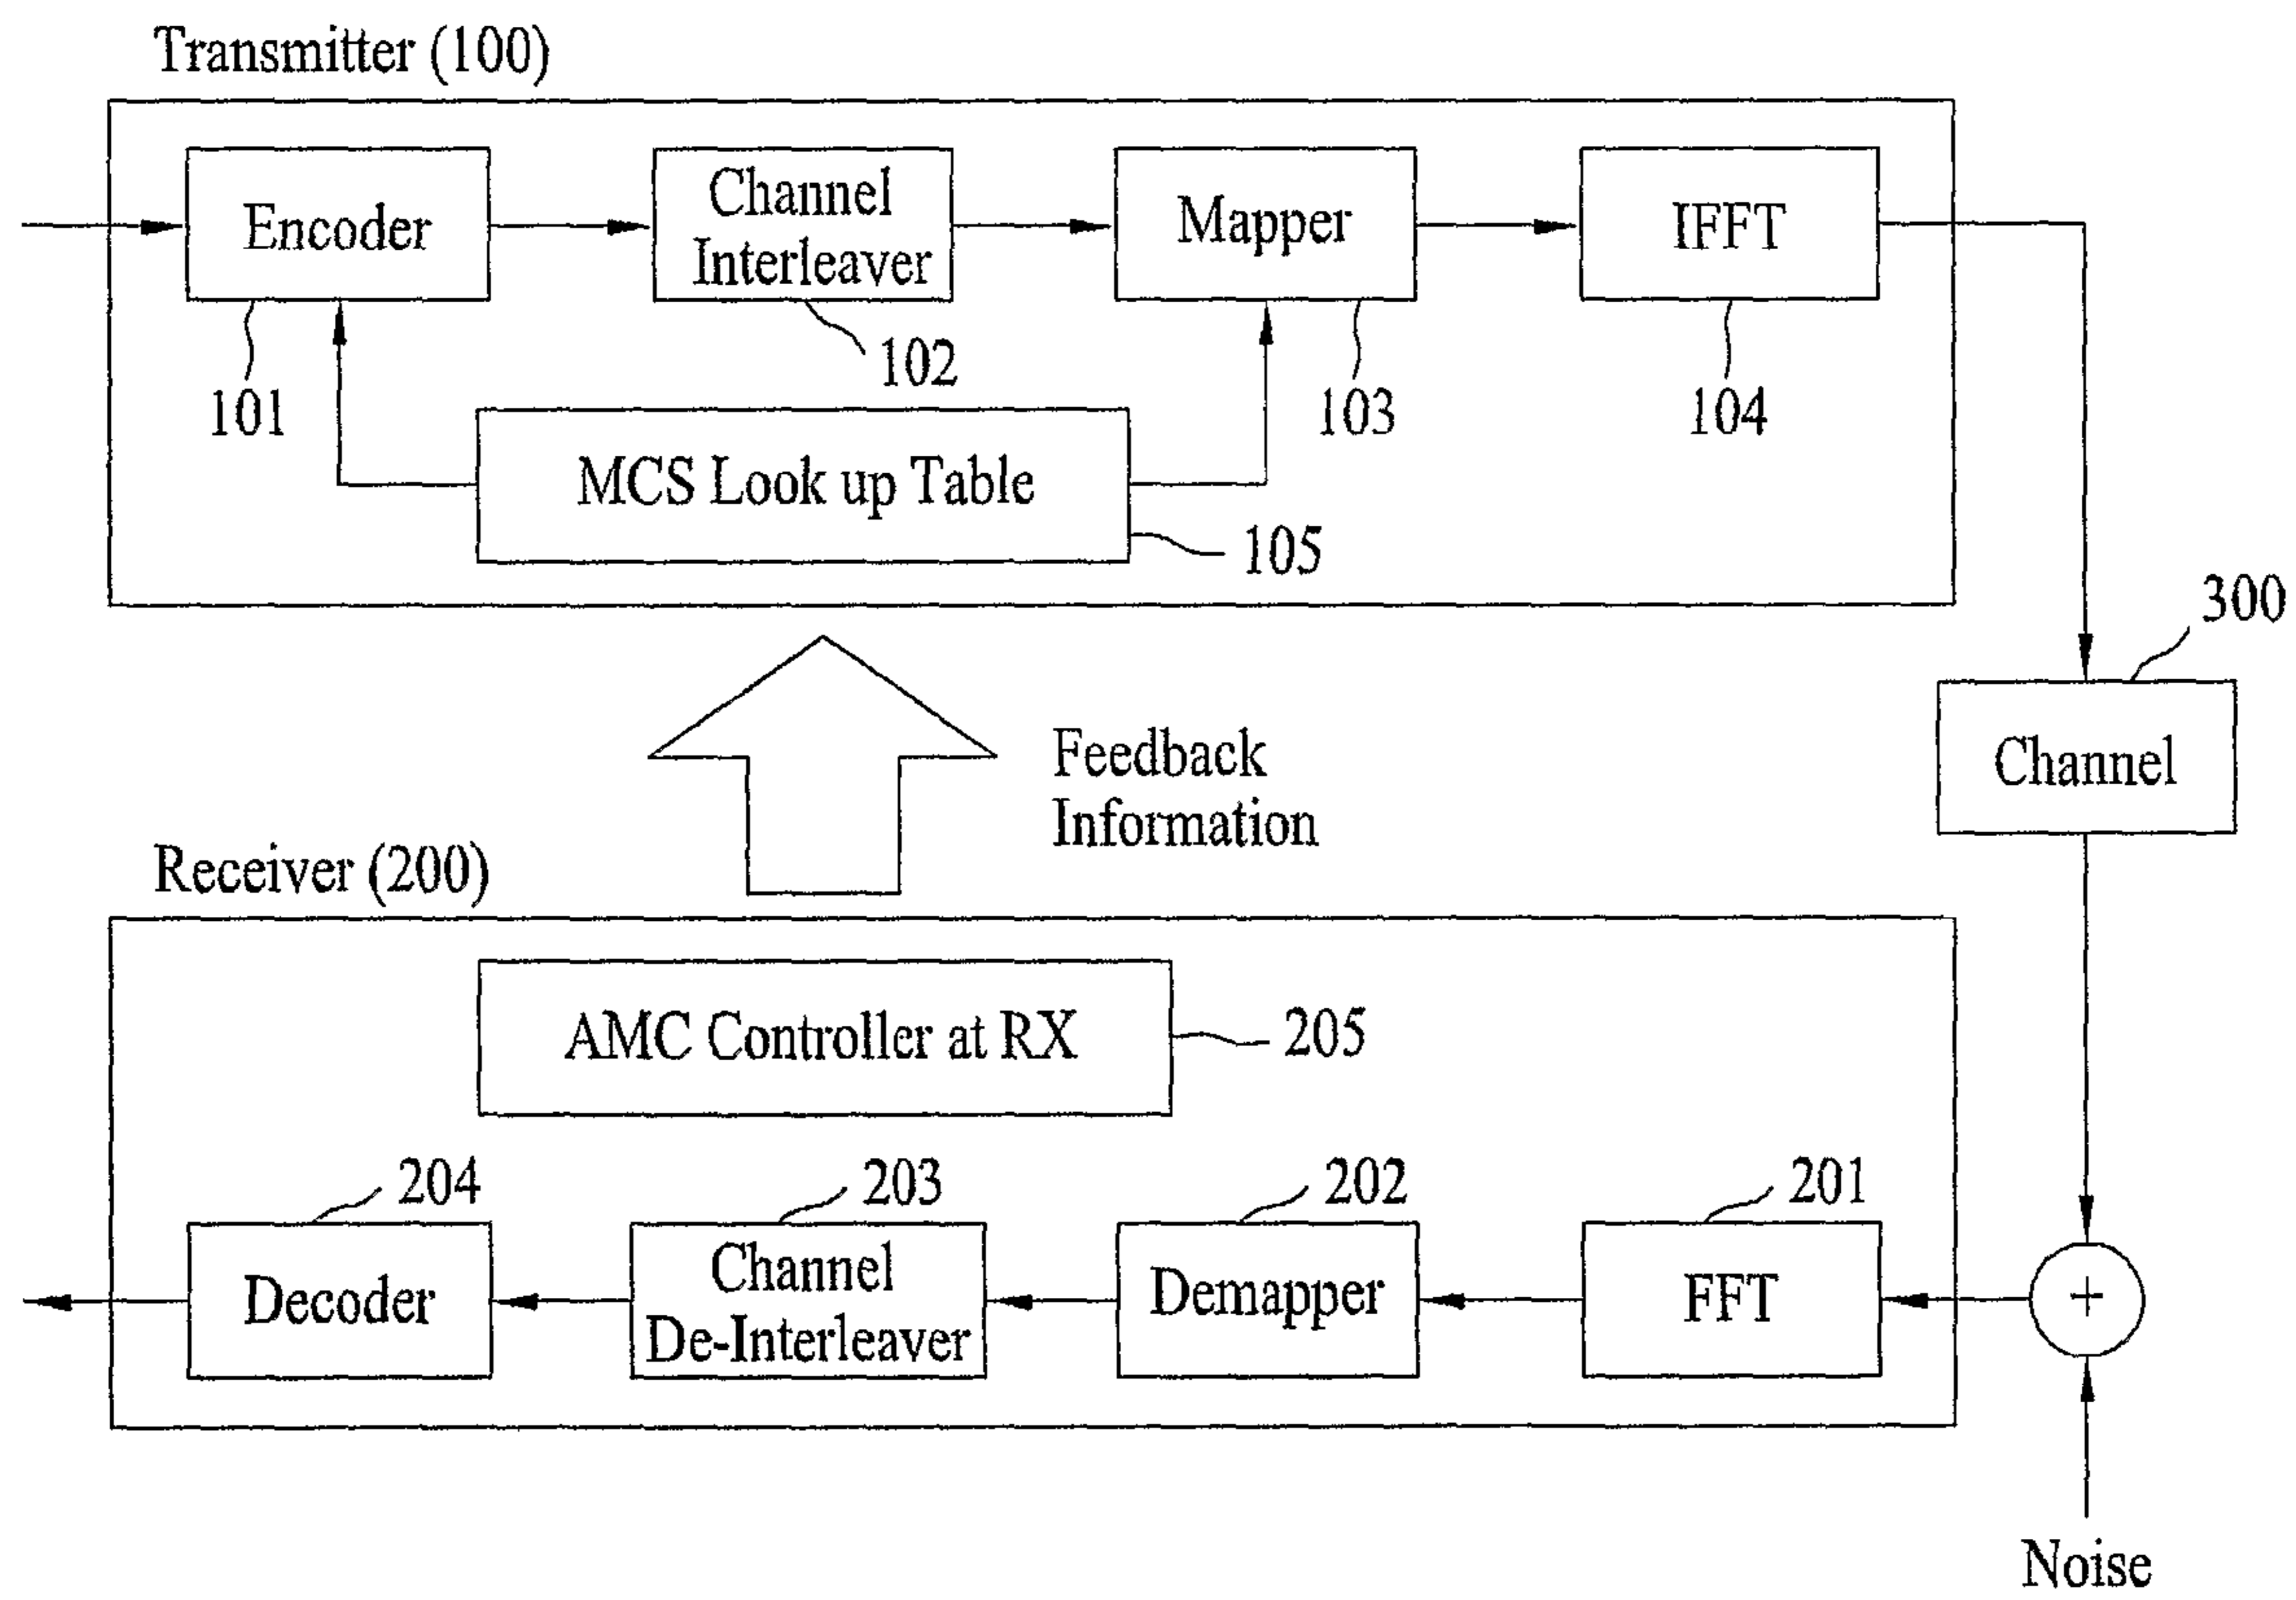 Transmitter (100)
Encoder
Channel
Interleaver
Mapper
IFFT
101
102
103
104
MCS Look up Table
105
300
Channel
Feedback
Information
Receiver (200)
AMC Controller at RX
205
204
203
202
201
Decoder
Channel
De-Interleaver
Demapper
FFT
+
Noise